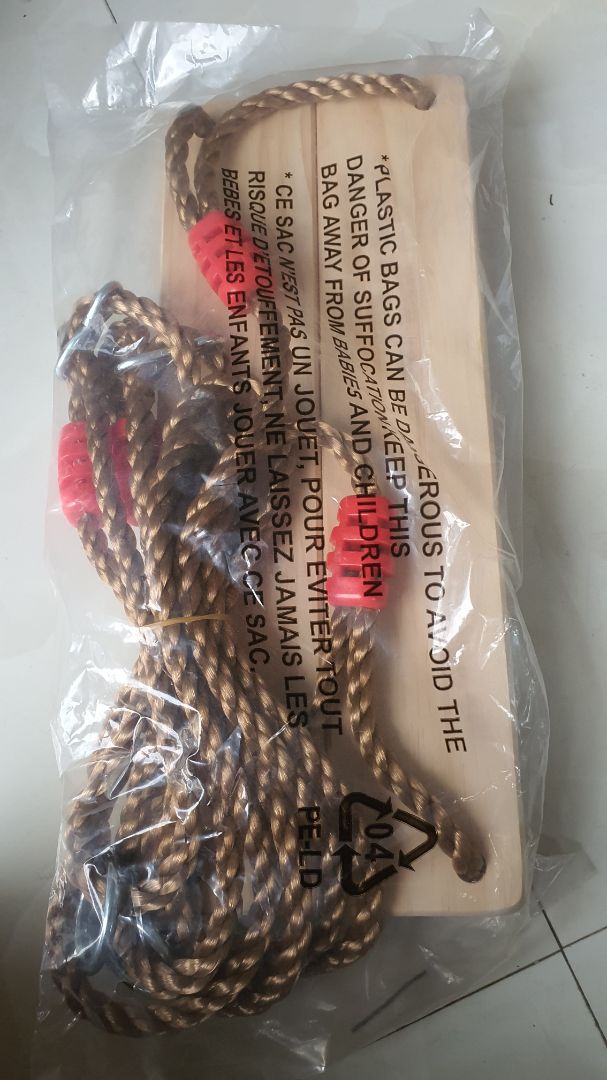 *PLASTIC BAGS CAN BE DANGEROUS TO AVOID THE
DANGER OF SUFFOCATION KEEP THIS
BAG AWAY FROM BABIES AND CHILDREN
* CE SAC N'EST PAS UN JOUET, POUR EVITER TOUT
RISQUE D'ETOUFFEMENT, NE LAISSEZ JAMAIS LES
BEBES ET LES ENFANTS JOUER AVEC CE SAC.
04
PE-LD